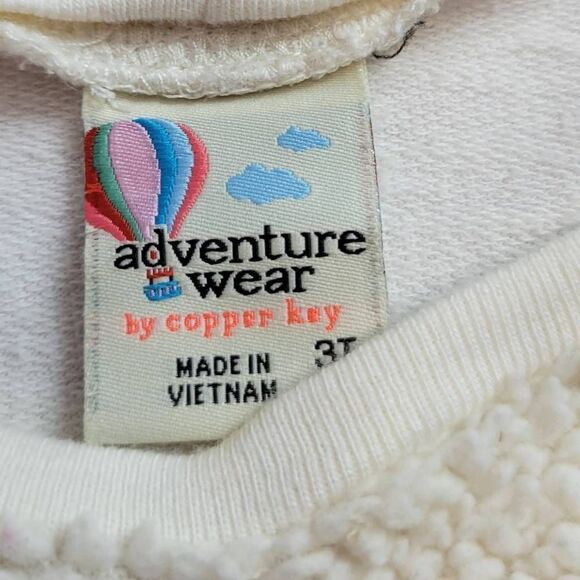 adventure
wear
by copper key
MADE IN 3T
VIETNAM